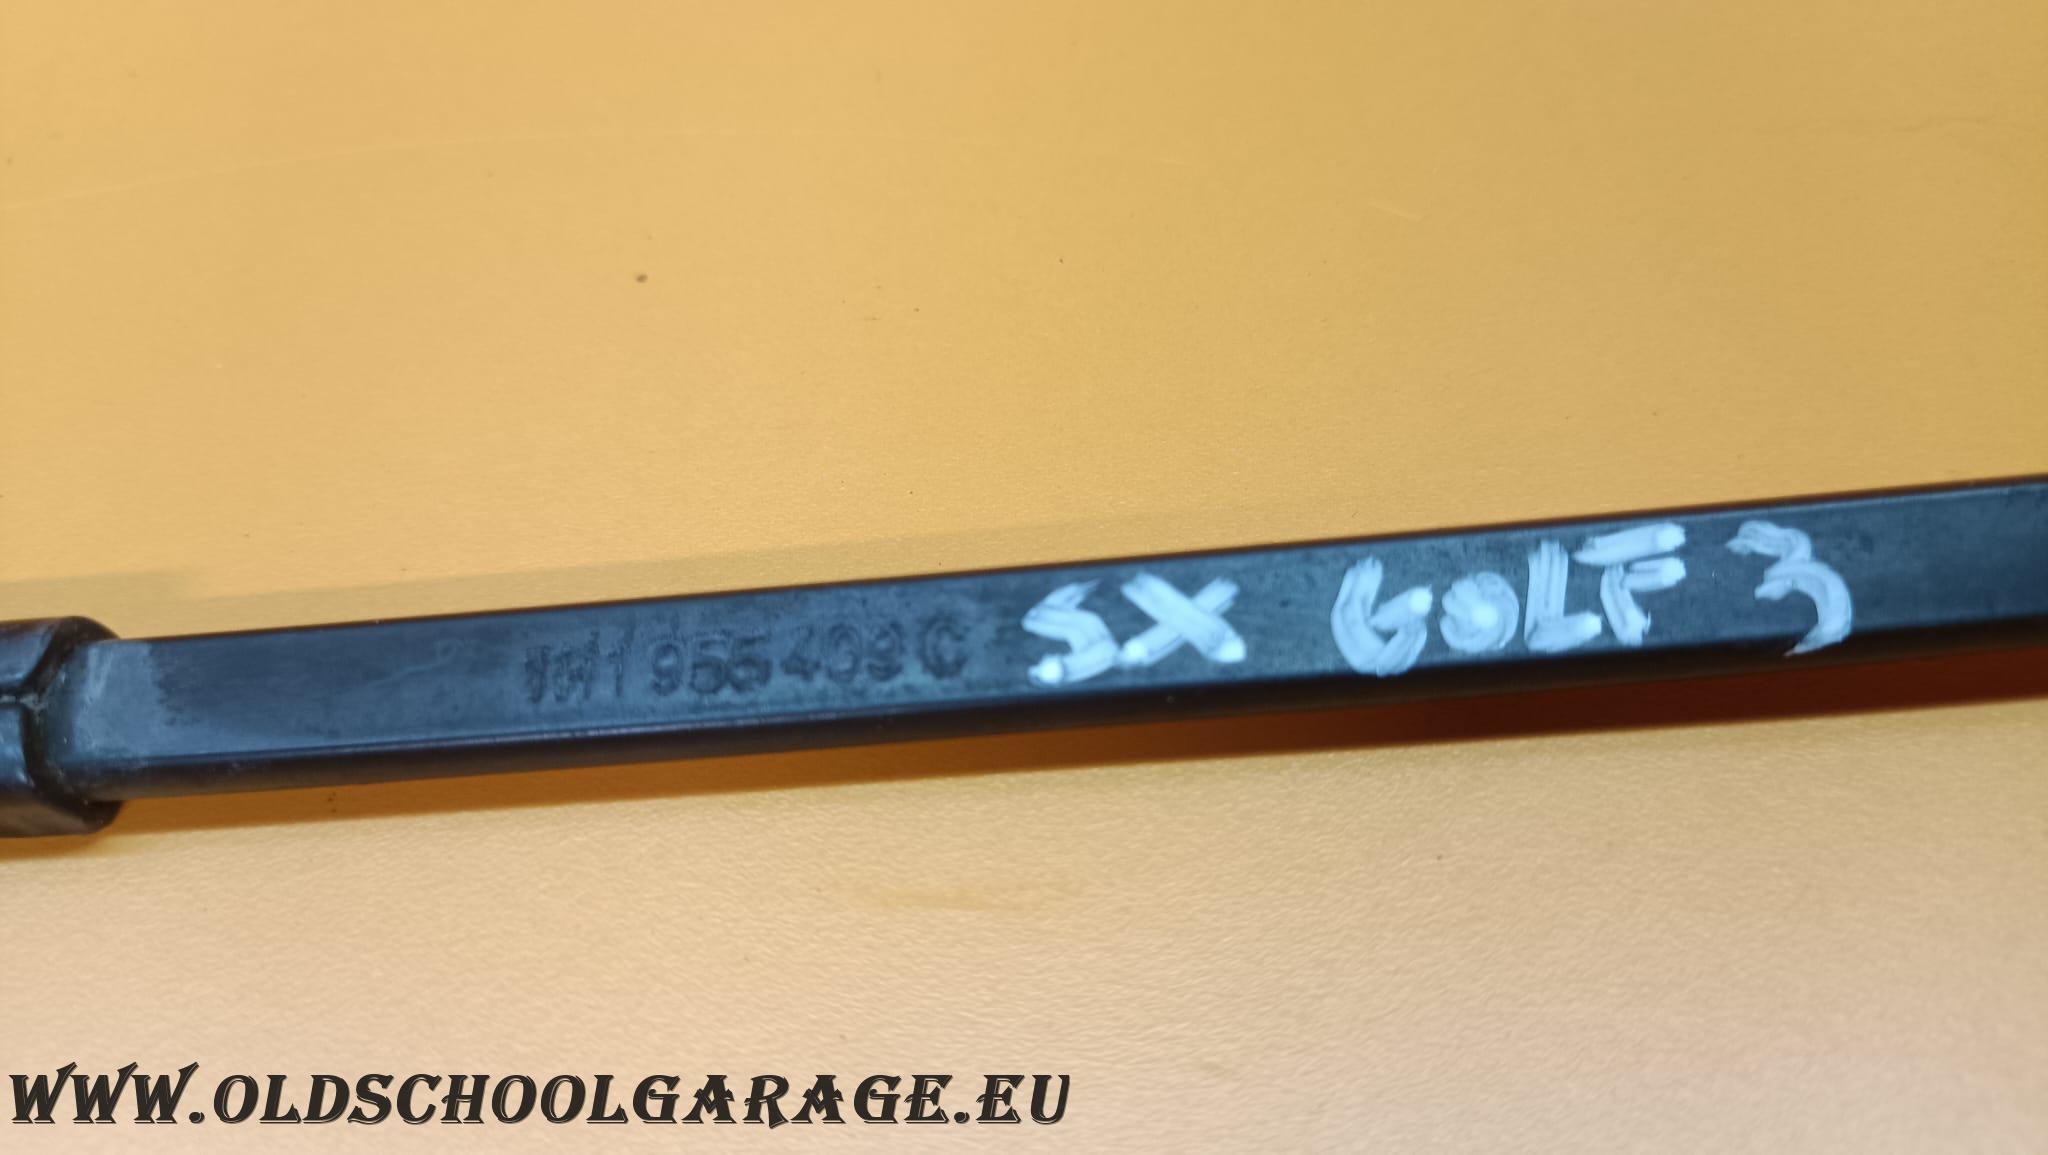 1H1 955 409 C SX GOLF 3
WWW.OLDSCHOOLGARAGE.EU